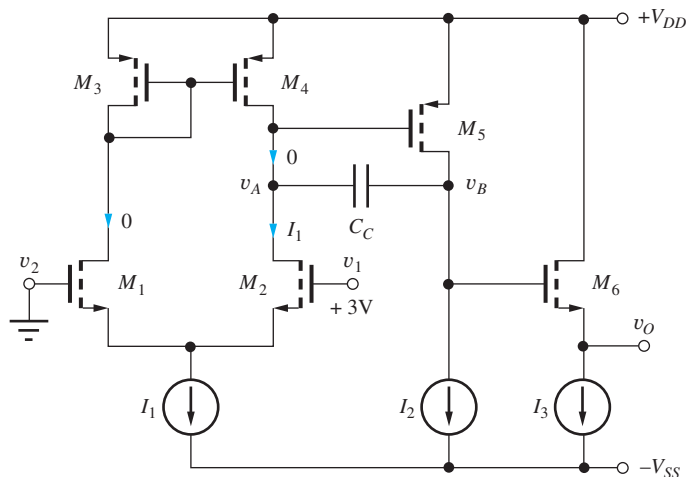 +V_DD
M_3
M_4
M_5
0
v_A
v_B
C_C
0
I_1
v_2
M_1
M_2
v_1
+ 3V
M_6
v_O
I_1
I_2
I_3
–V_SS